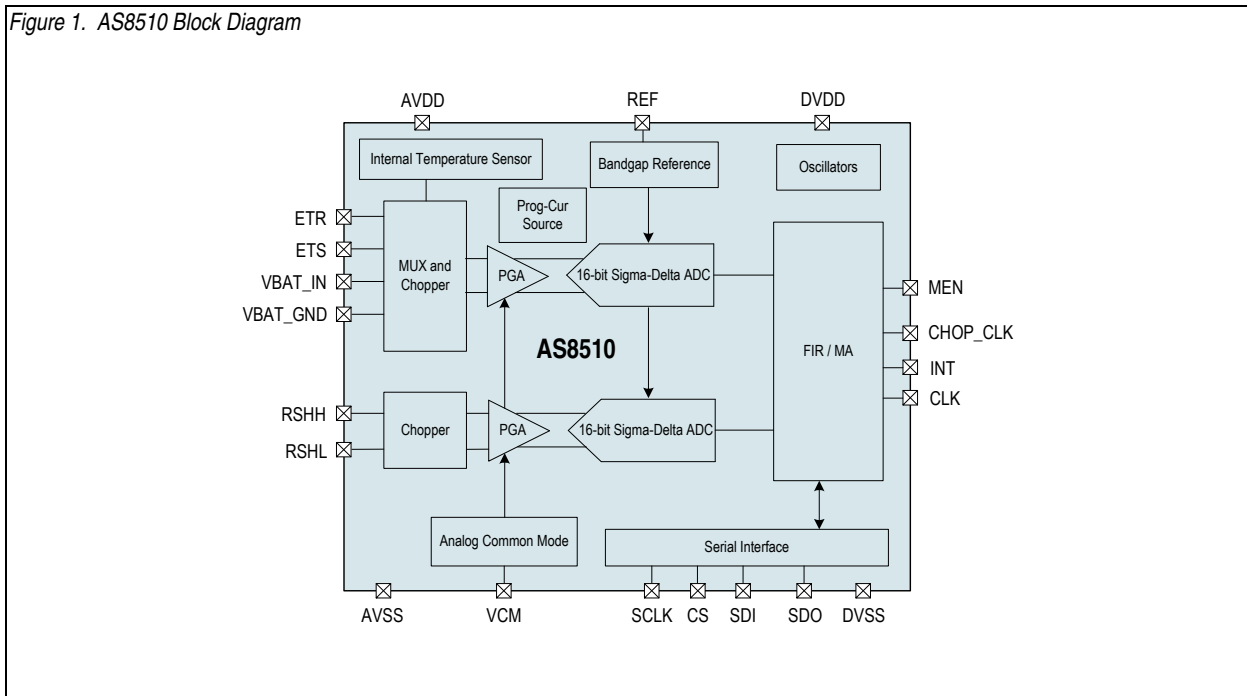 Figure 1. AS8510 Block Diagram
AVDD
REF
DVDD
Internal Temperature Sensor
Bandgap Reference
Oscillators
Prog-Cur
Source
ETR
ETS
VBAT_IN
VBAT_GND
MUX and
Chopper
PGA
16-bit Sigma-Delta ADC
AS8510
FIR / MA
MEN
CHOP_CLK
INT
CLK
RSHH
RSHL
Chopper
PGA
16-bit Sigma-Delta ADC
Analog Common Mode
Serial Interface
AVSS
VCM
SCLK
CS
SDI
SDO
DVSS